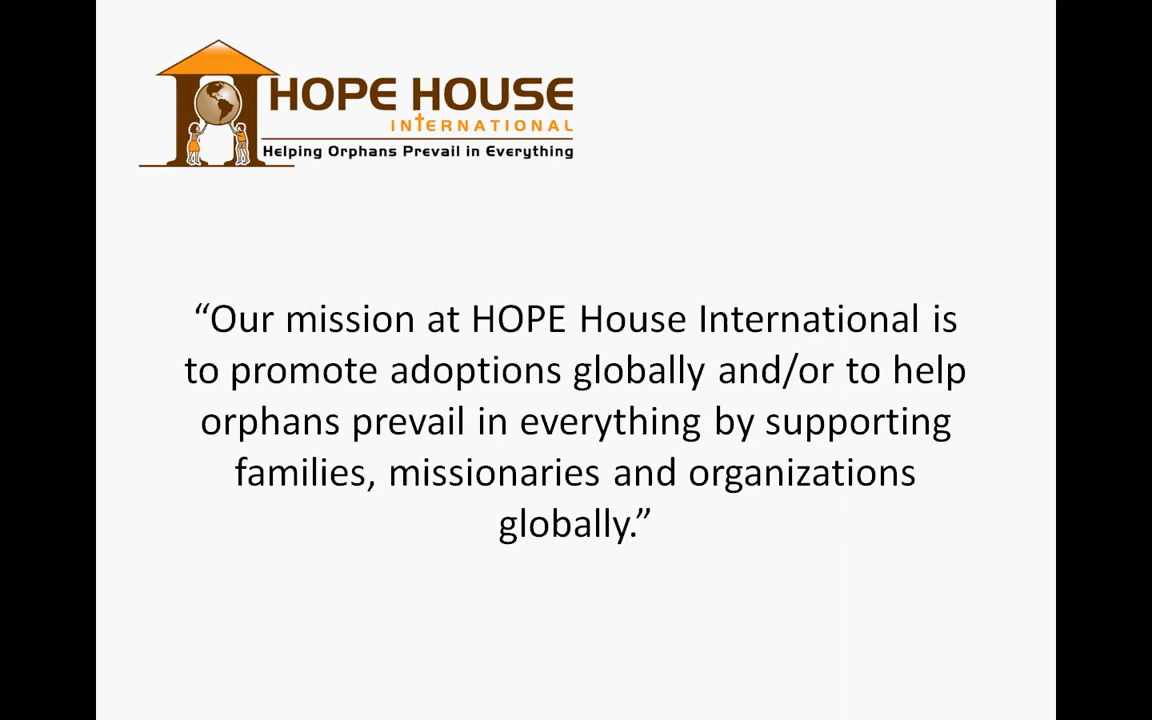 HOPE HOUSE
INTERNATIONAL
Helping Orphans Prevail in Everything
“Our mission at HOPE House International is
to promote adoptions globally and/or to help
orphans prevail in everything by supporting
families, missionaries and organizations
globally.”